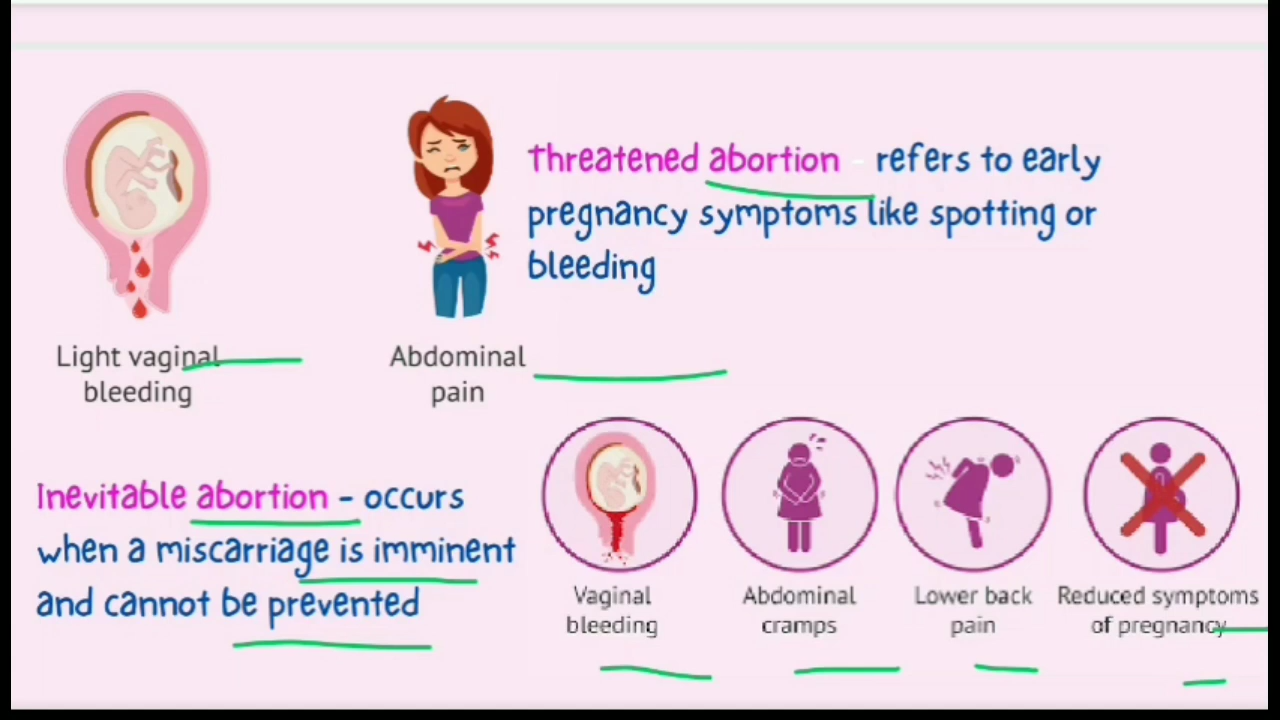 Threatened abortion - refers to early
pregnancy symptoms like spotting or
bleeding
Light vaginal
bleeding
Abdominal
pain
Inevitable abortion - occurs
when a miscarriage is imminent
and cannot be prevented
Vaginal
bleeding
Abdominal
cramps
Lower back
pain
Reduced symptoms
of pregnancy